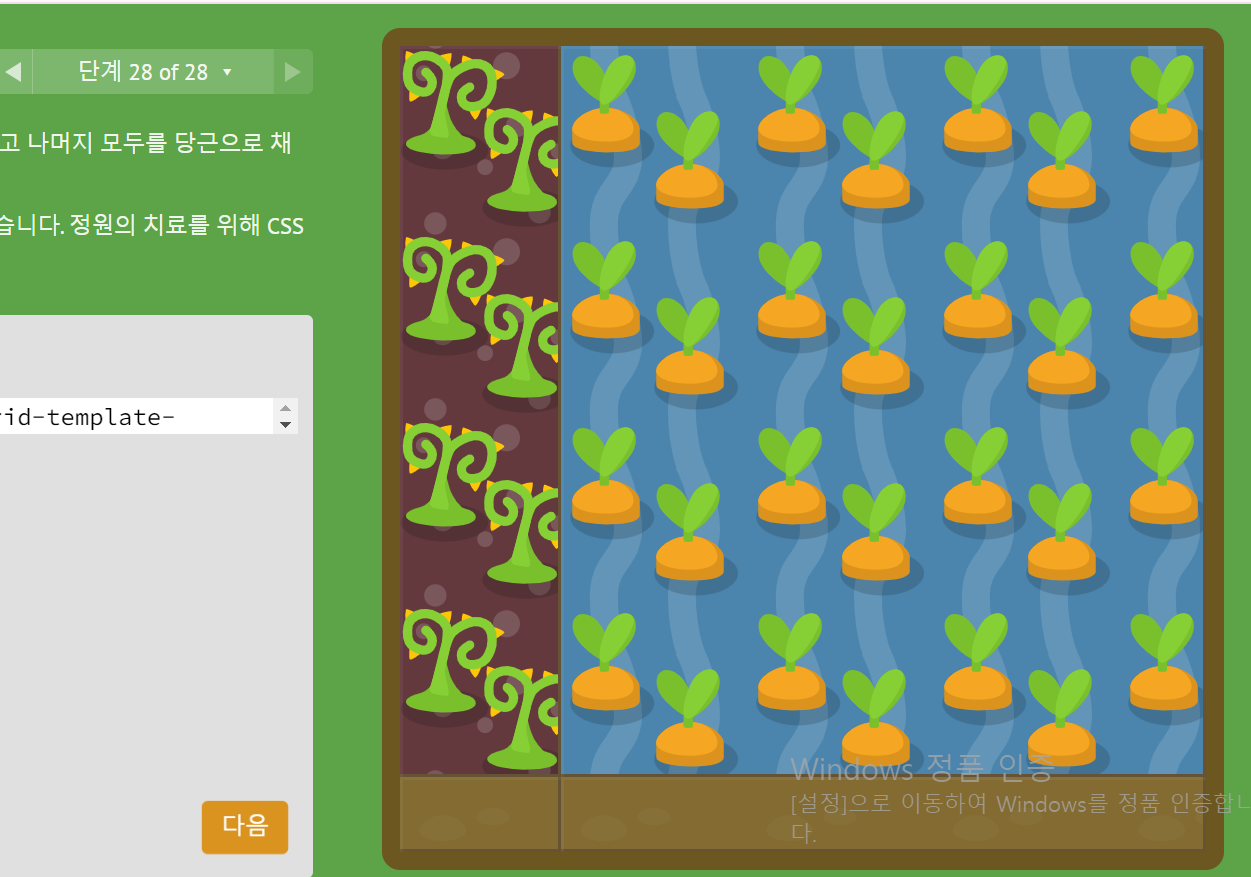 단계 28 of 28
고 나머지 모두를 당근으로 채
습니다. 정원의 치료를 위해 CSS
id-template-
다음
Windows 정품 인증
[설정]으로 이동하여 Windows를 정품 인증합니
다.